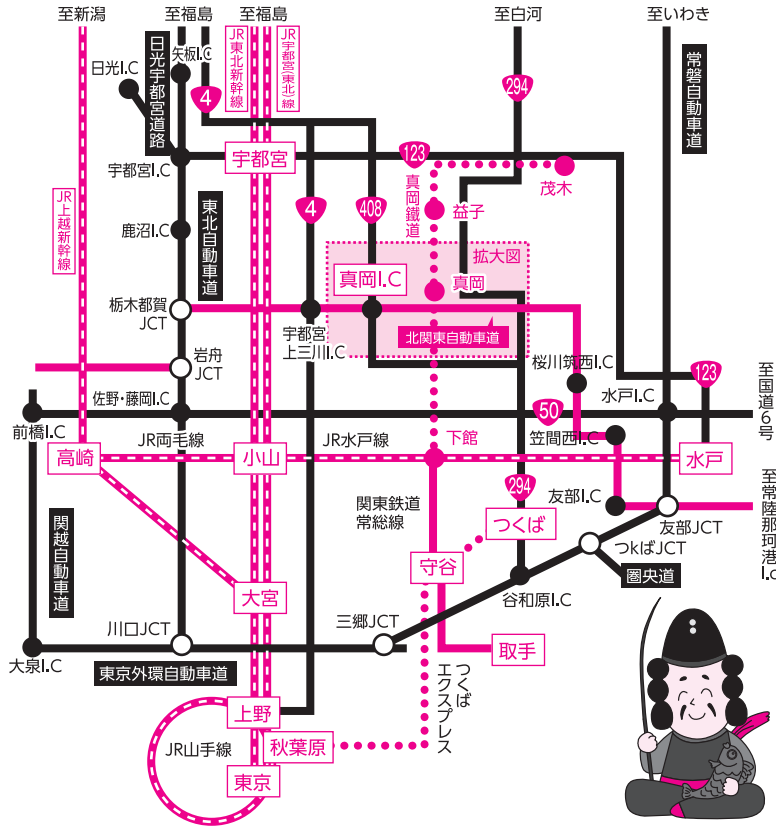 至新潟
至福島
至福島
至白河
至いわき
JR東北新幹線
JR宇都宮(東北)線
矢板I.C
日光I.C
日光宇都宮道路
4
294
常磐自動車道
宇都宮I.C
宇都宮
123
茂木
真岡鐵道
益子
JR上越新幹線
鹿沼I.C
東北自動車道
4
408
拡大図
真岡I.C
真岡
栃木都賀
JCT
宇都宮
上三川I.C
北関東自動車道
岩舟
JCT
桜川筑西I.C
123
水戸I.C
至国道6号
佐野・藤岡I.C
前橋I.C
50
笠間西I.C
JR両毛線
JR水戸線
下館
高崎
小山
水戸
至常陸那珂港I.C
294
友部I.C
関東鉄道
常総線
つくば
友部JCT
関越自動車道
つkばJCT
守谷
圏央道
大宮
谷和原I.C
川口JCT
三郷JCT
取手
大泉I.C
東京外環自動車道
つくば
エクスプレス
上野
JR山手線
秋葉原
東京